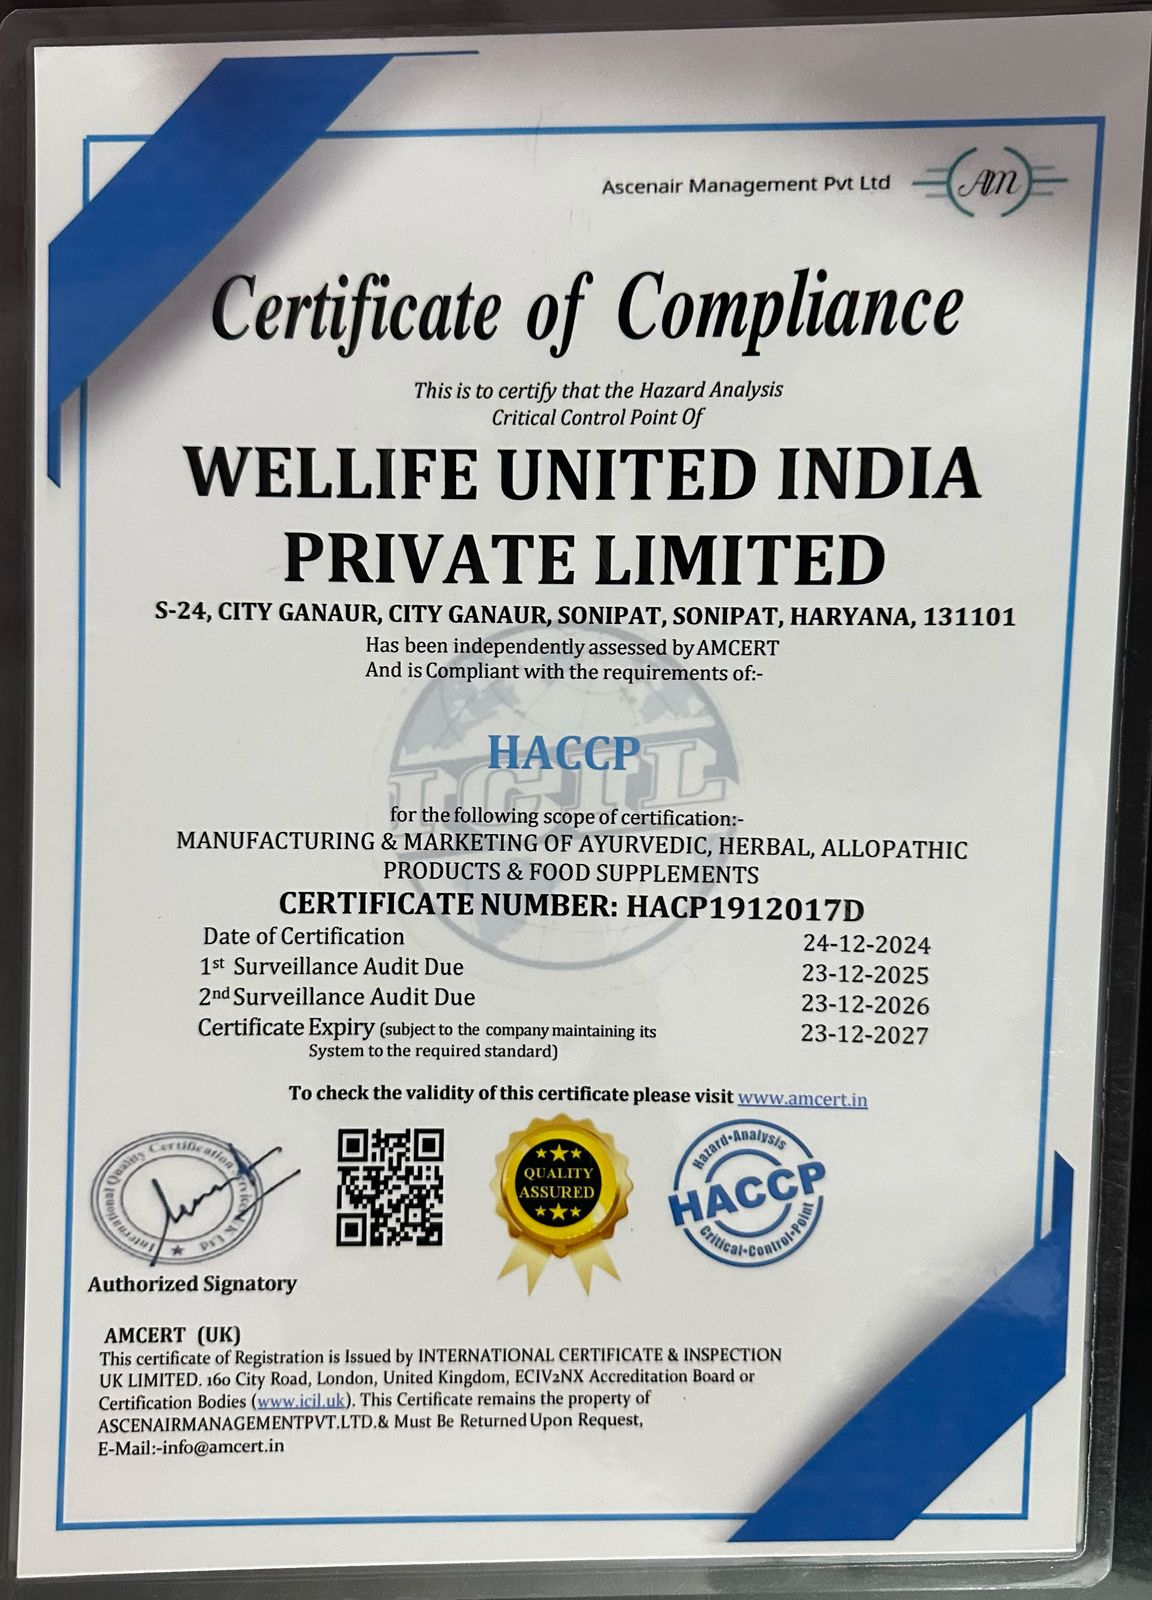 Ascenair Management Pvt Ltd
AM
Certificate of Compliance
This is to certify that the Hazard Analysis
Critical Control Point Of
WELLIFE UNITED INDIA
PRIVATE LIMITED
S-24, CITY GANAUR, CITY GANAUR, SONIPAT, SONIPAT, HARYANA, 131101
Has been independently assessed by AMCERT
And is Compliant with the requirements of:-
ICIL
HACCP
for the following scope of certification:-
MANUFACTURING & MARKETING OF AYURVEDIC, HERBAL, ALLOPATHIC
PRODUCTS & FOOD SUPPLEMENTS
CERTIFICATE NUMBER: HACP1912017D
Date of Certification 24-12-2024
1st Surveillance Audit Due 23-12-2025
2nd Surveillance Audit Due 23-12-2026
Certificate Expiry (subject to the company maintaining its 23-12-2027
System to the required standard)
To check the validity of this certificate please visit www.amcert.in
International Quality Certification Services
Ltd
QUALITY
ASSURED
Hazard•Analysis
HACCP
Critical•Control•Point
Authorized Signatory
AMCERT (UK)
This certificate of Registration is Issued by INTERNATIONAL CERTIFICATE & INSPECTION
UK LIMITED. 160 City Road, London, United Kingdom, ECIV2NX Accreditation Board or
Certification Bodies (www.icil.uk). This Certificate remains the property of
ASCENAIRMANAGEMENTPVT.LTD.& Must Be Returned Upon Request,
E-Mail:-info@amcert.in